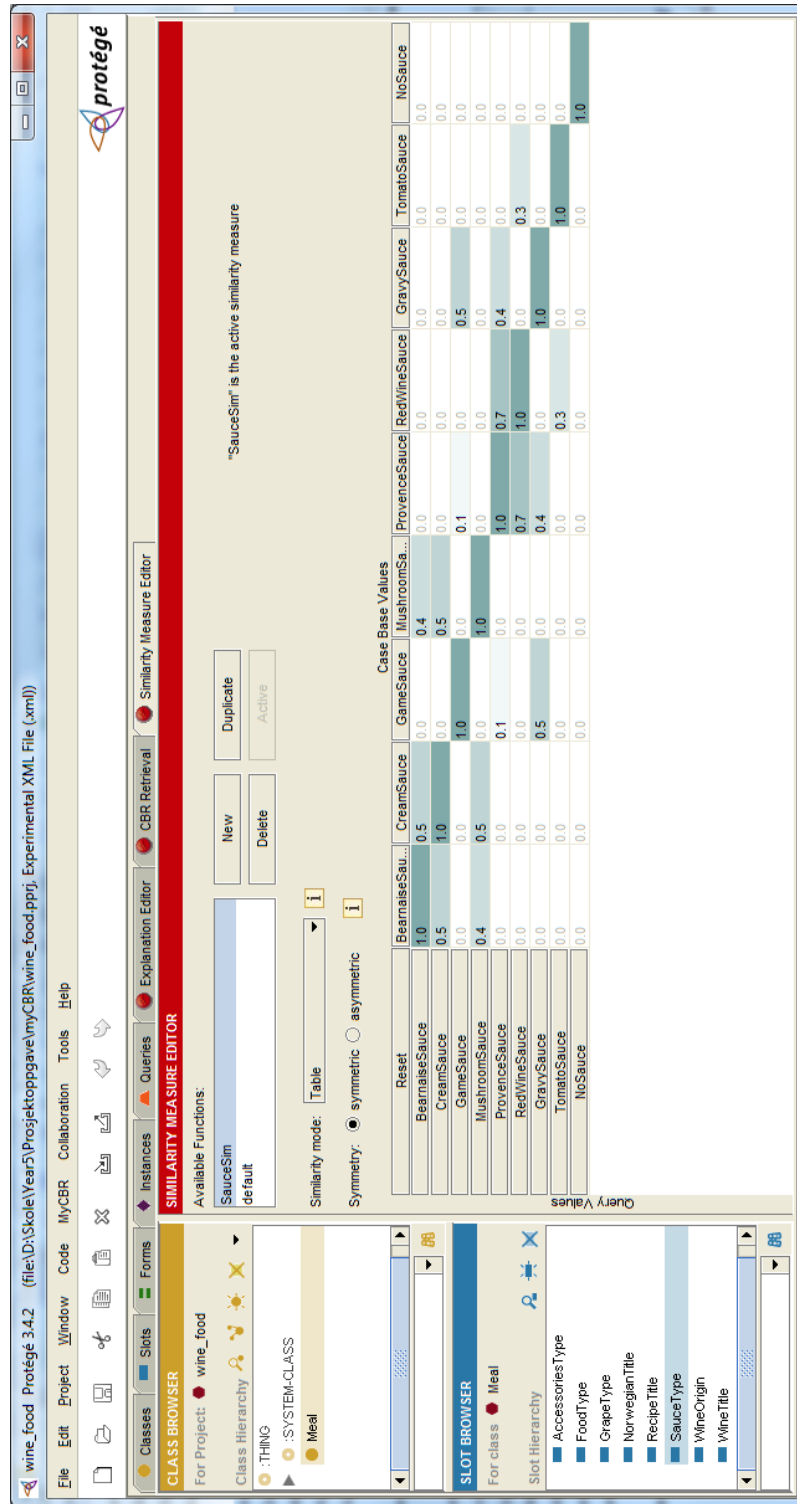 wine_food Protégé 3.4.2 (file:\D:\Skole\Year5\Prosjektoppgave\myCBR\wine_food.pprj, Experimental XML File (.xml))
File Edit Project Window Code MyCBR Collaboration Tools Help
protégé
Classes Slots Forms Instances Queries Explanation Editor CBR Retrieval Similarity Measure Editor
CLASS BROWSER
For Project: wine_food
Class Hierarchy
:THING
:SYSTEM-CLASS
Meal
SLOT BROWSER
For class Meal
Slot Hierarchy
AccessoriesType
FoodType
GrapeType
NorwegianTitle
RecipeTitle
SauceType
WineOrigin
WineTitle
SIMILARITY MEASURE EDITOR
Available Functions:
SauceSim
default
New Duplicate
Delete Active
"SauceSim" is the active similarity measure
Similarity mode: Table i
Symmetry: symmetric asymmetric i
Case Base Values
Query Values
Reset BearnaiseSau... CreamSauce GameSauce MushroomSa... ProvenceSauce RedWineSauce GravySauce TomatoSauce NoSauce
BearnaiseSauce 1.0 0.5 0.0 0.4 0.0 0.0 0.0 0.0 0.0
CreamSauce 0.5 1.0 0.0 0.5 0.0 0.0 0.0 0.0 0.0
GameSauce 0.0 0.0 1.0 0.0 0.1 0.0 0.5 0.0 0.0
MushroomSauce 0.4 0.5 0.0 1.0 0.0 0.0 0.0 0.0 0.0
ProvenceSauce 0.0 0.0 0.1 0.0 1.0 0.7 0.4 0.0 0.0
RedWineSauce 0.0 0.0 0.0 0.0 0.7 1.0 0.0 0.3 0.0
GravySauce 0.0 0.0 0.5 0.0 0.4 0.0 1.0 0.0 0.0
TomatoSauce 0.0 0.0 0.0 0.0 0.0 0.3 0.0 1.0 0.0
NoSauce 0.0 0.0 0.0 0.0 0.0 0.0 0.0 0.0 1.0